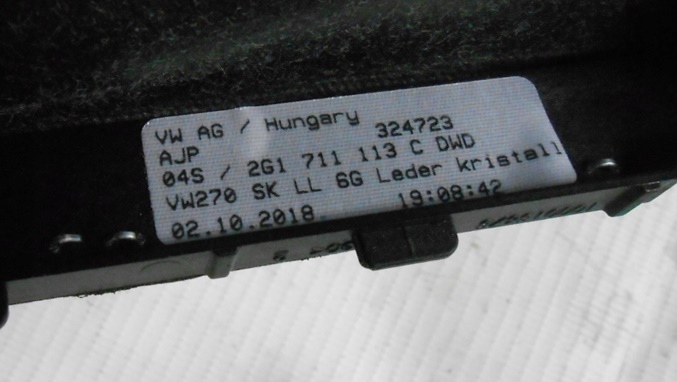 VW AG / Hungary
AJP 324723
04S / 2G1 711 113 C DWD
VW270 SK LL 6G Leder kristall
02.10.2018 19:08:42